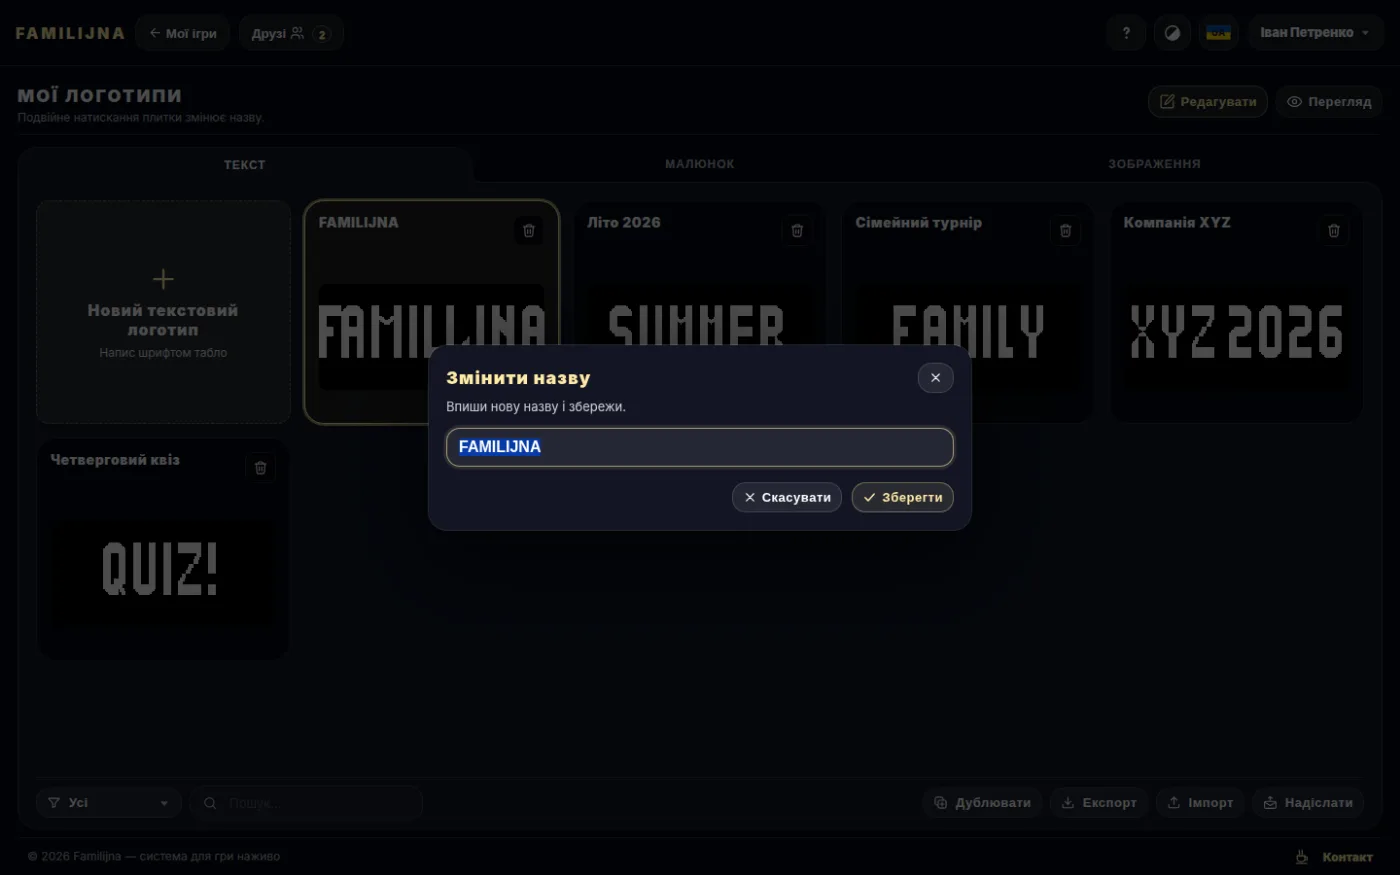 FAMILIJNA
Мої ігри
Друзі 2
?
Іван Петренко
МОЇ ЛОГОТИПИ
Подвійне натискання плитки змінює назву.
Редагувати
Перегляд
ТЕКСТ
МАЛЮНОК
ЗОБРАЖЕННЯ
Новий текстовий
логотип
Напис шрифтом табло
FAMILIJNA
FAMILIJNA
Літо 2026
SUMMER
Сімейний турнір
FAMILY
Компанія XYZ
XYZ 2026
Четверговий квіз
QUIZ!
Змінити назву
Впиши нову назву і збережи.
FAMILIJNA
Скасувати
Зберегти
Усі
Пошук...
Дублювати
Експорт
Імпорт
Надіслати
© 2026 Familijna — система для гри наживо
Контакт